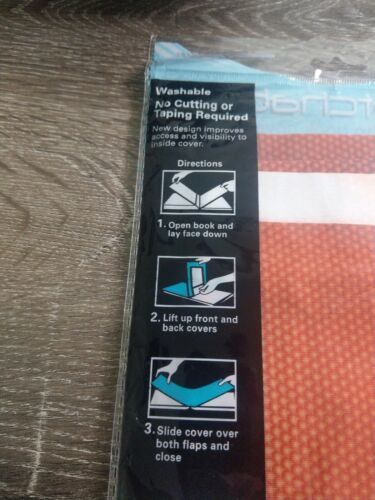 Washable
No Cutting or
Taping Required
New design improves
access and visibility to
inside cover.
Directions
1. Open book and
lay face down
2. Lift up front and
back covers
3. Slide cover over
both flaps and
close